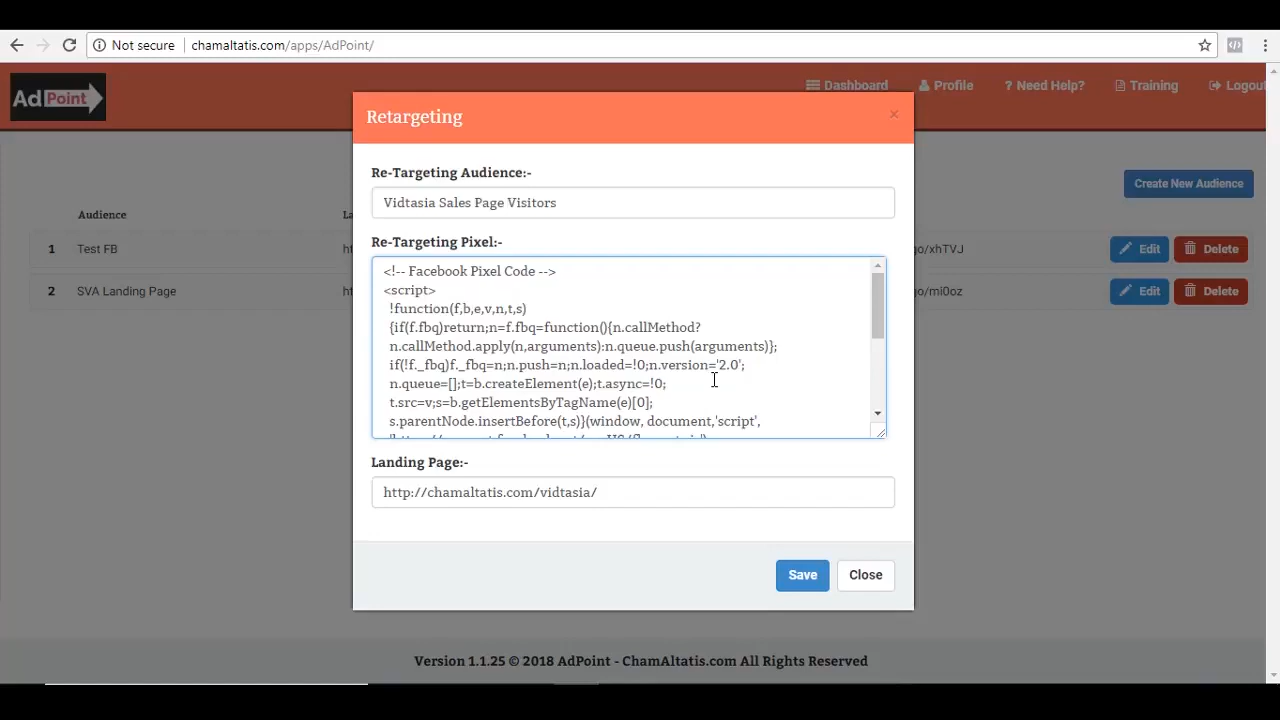 Not secure chamaltatis.com/apps/AdPoint/
AdPoint
Dashboard Profile ? Need Help? Training Logou
Retargeting ×
Re-Targeting Audience:-
Vidtasia Sales Page Visitors
Create New Audience
Audience La
Re-Targeting Pixel:-
1 Test FB ht go/xhTVJ Edit Delete
2 SVA Landing Page ht go/mi0oz Edit Delete
<!-- Facebook Pixel Code -->
<script>
!function(f,b,e,v,n,t,s)
{if(f.fbq)return;n=f.fbq=function(){n.callMethod?
n.callMethod.apply(n,arguments):n.queue.push(arguments)};
if(!f._fbq)f._fbq=n;n.push=n;n.loaded=!0;n.version='2.0';
n.queue=[];t=b.createElement(e);t.async=!0;
t.src=v;s=b.getElementsByTagName(e)[0];
s.parentNode.insertBefore(t,s)}(window, document,'script',
Landing Page:-
http://chamaltatis.com/vidtasia/
Save Close
Version 1.1.25 © 2018 AdPoint - ChamAltatis.com All Rights Reserved